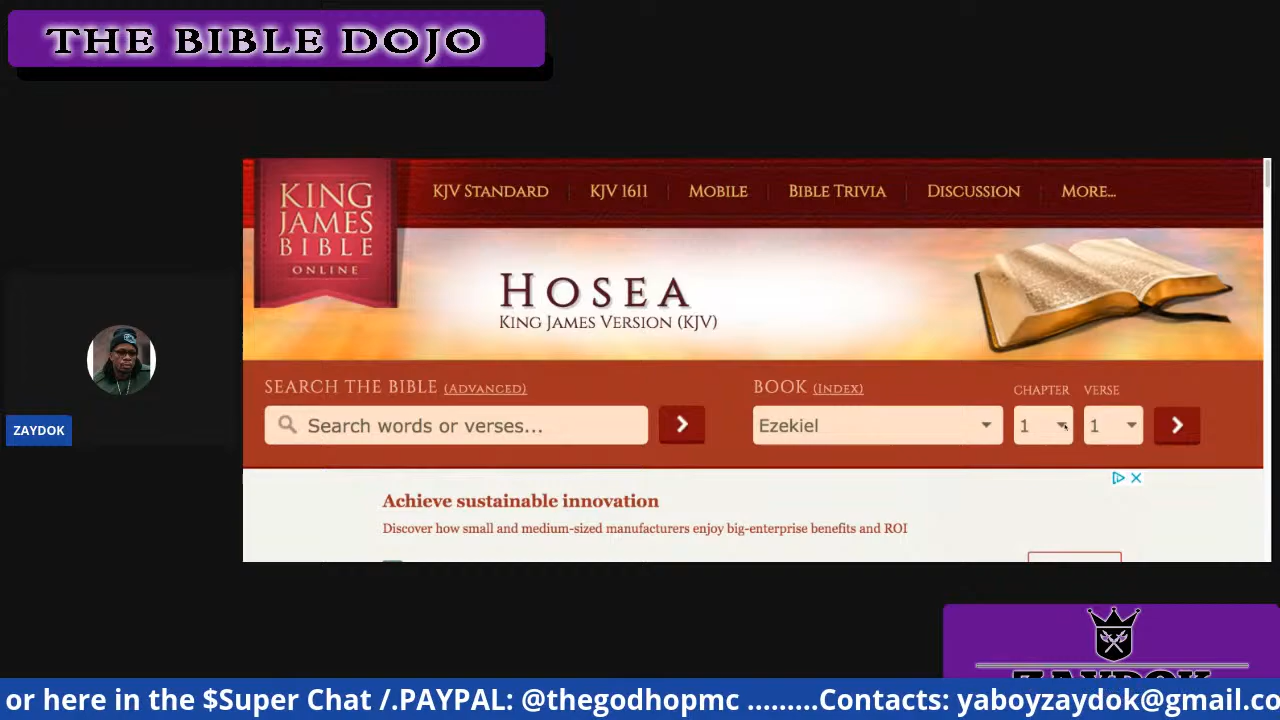 THE BIBLE DOJO
KING
JAMES
BIBLE
ONLINE
KJV STANDARD
KJV 1611
MOBILE
BIBLE TRIVIA
DISCUSSION
MORE...
HOSEA
KING JAMES VERSION (KJV)
SEARCH THE BIBLE (ADVANCED)
BOOK (INDEX)
CHAPTER
VERSE
Search words or verses...
Ezekiel
1
1
Achieve sustainable innovation
Discover how small and medium-sized manufacturers enjoy big-enterprise benefits and ROI
ZAYDOK
ZAYDOK
or here in the $Super Chat /.PAYPAL: @thegodhopmc .........Contacts: yaboyzaydok@gmail.co